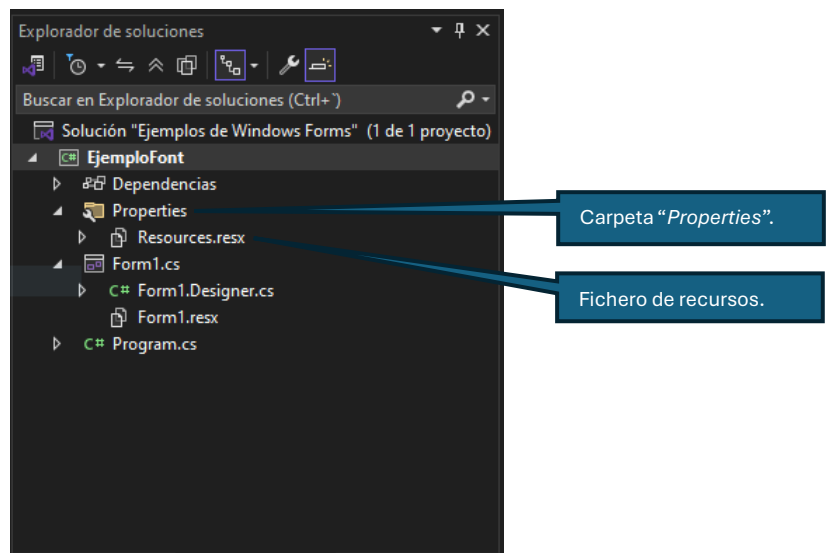 Explorador de soluciones
Buscar en Explorador de soluciones (Ctrl+`)
Solución "Ejemplos de Windows Forms" (1 de 1 proyecto)
C# EjemploFont
Dependencias
Properties
Carpeta “Properties”.
Resources.resx
Form1.cs
C# Form1.Designer.cs
Fichero de recursos.
Form1.resx
C# Program.cs